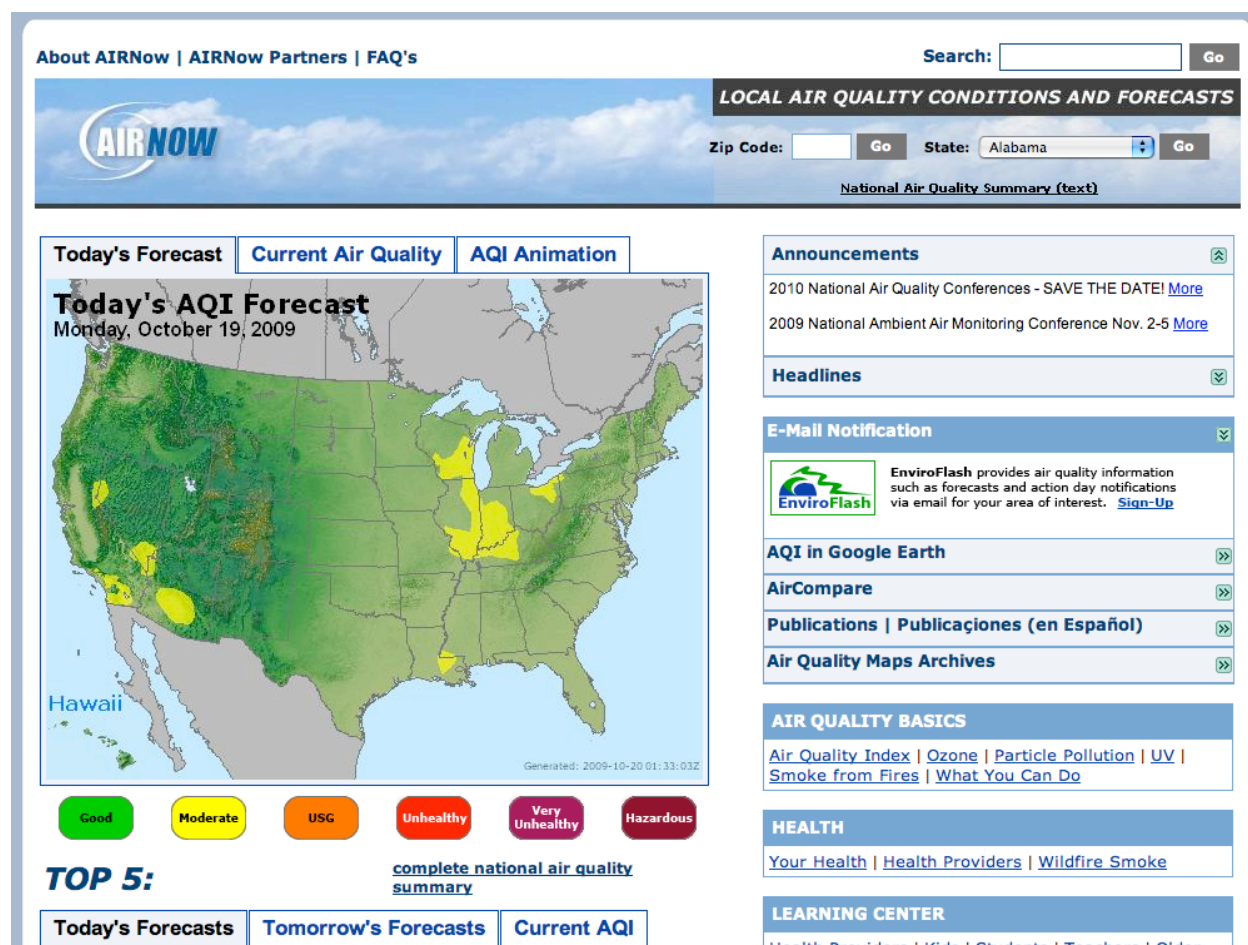 About AIRNow | AIRNow Partners | FAQ's
Search:
Go
LOCAL AIR QUALITY CONDITIONS AND FORECASTS
AIRNOW
Zip Code:
Go
State:
Alabama
Go
National Air Quality Summary (text)
Today's Forecast
Current Air Quality
AQI Animation
Today's AQI Forecast
Monday, October 19, 2009
Hawaii
Generated: 2009-10-20 01:33:03Z
Good
Moderate
USG
Unhealthy
Very
Unhealthy
Hazardous
TOP 5:
complete national air quality
summary
Today's Forecasts
Tomorrow's Forecasts
Current AQI
Announcements
2010 National Air Quality Conferences - SAVE THE DATE! More
2009 National Ambient Air Monitoring Conference Nov. 2-5 More
Headlines
E-Mail Notification
EnviroFlash
EnviroFlash provides air quality information
such as forecasts and action day notifications
via email for your area of interest. Sign-Up
AQI in Google Earth
AirCompare
Publications | Publicaçiones (en Español)
Air Quality Maps Archives
AIR QUALITY BASICS
Air Quality Index | Ozone | Particle Pollution | UV |
Smoke from Fires | What You Can Do
HEALTH
Your Health | Health Providers | Wildfire Smoke
LEARNING CENTER
Health Providers | Kids | Students | Teachers | Older